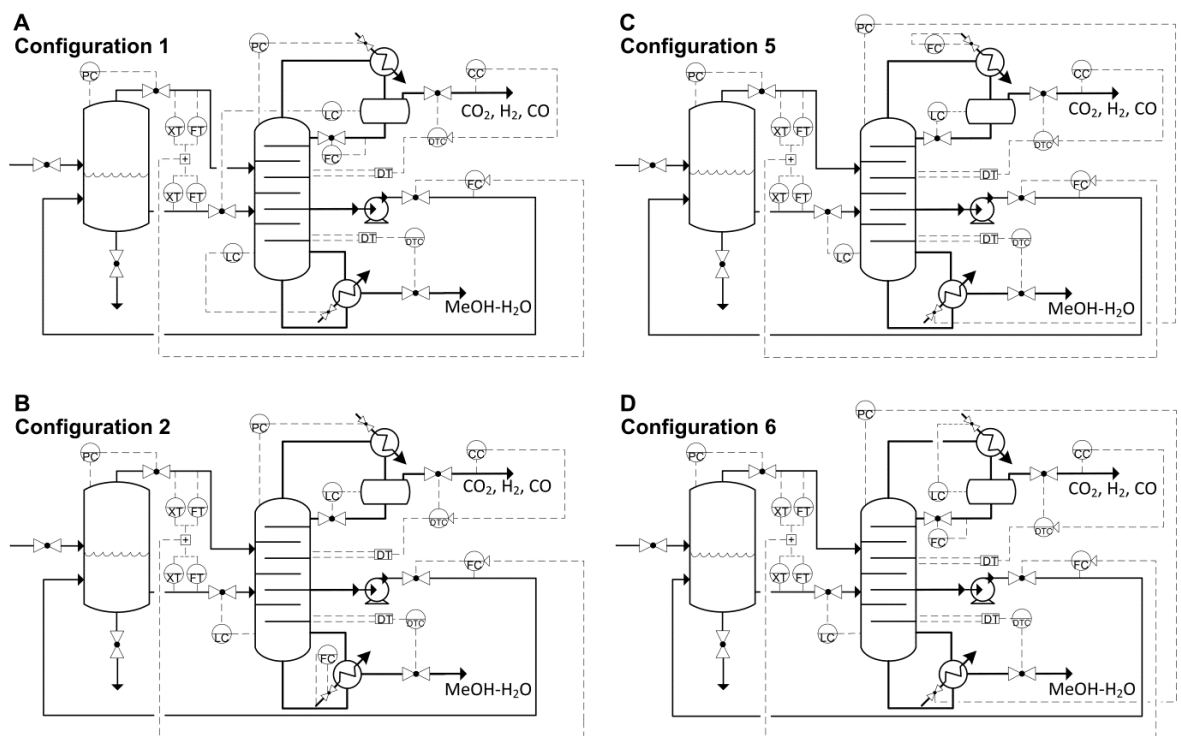 A
Configuration 1
PC
PC
CC
CO₂, H₂, CO
LC
XT
FT
FC
DTC
+
DT
FC
XT
FT
DT
DTC
LC
MeOH-H₂O
C
Configuration 5
PC
FC
PC
CC
CO₂, H₂, CO
LC
XT
FT
DTC
+
DT
FC
XT
FT
DT
DTC
LC
MeOH-H₂O
B
Configuration 2
PC
PC
CC
CO₂, H₂, CO
LC
XT
FT
DTC
+
DT
FC
XT
FT
DT
DTC
LC
FC
MeOH-H₂O
D
Configuration 6
PC
PC
CC
CO₂, H₂, CO
LC
XT
FT
DTC
FC
+
DT
FC
XT
FT
DT
DTC
LC
MeOH-H₂O